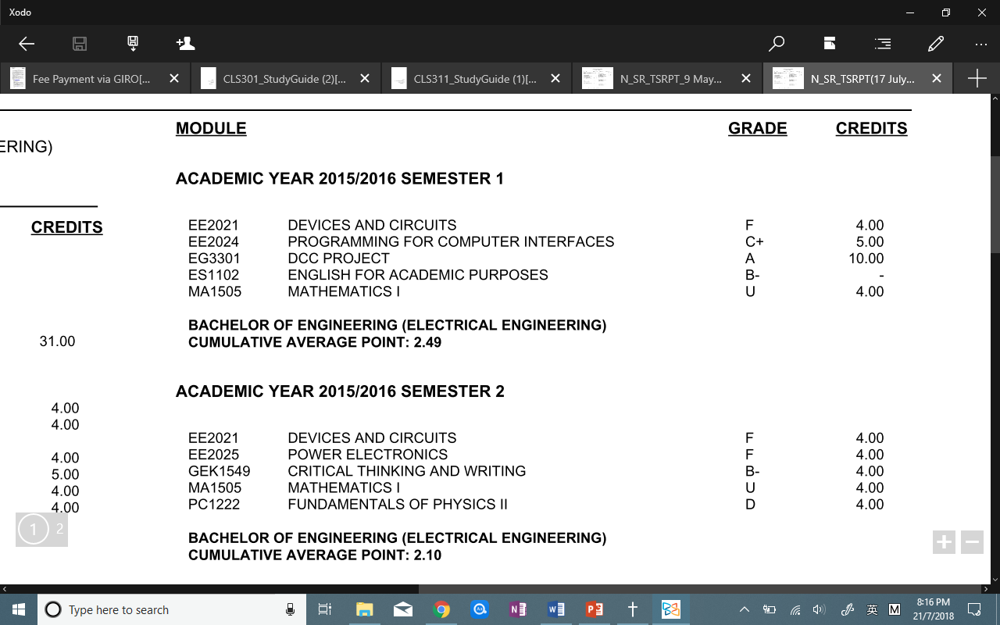 Xodo
Fee Payment via GIRO[...
CLS301_StudyGuide (2)[...
CLS311_StudyGuide (1)[...
N_SR_TSRPT_9 May...
N_SR_TSRPT(17 July...
ERING)
CREDITS
31.00
4.00
4.00
4.00
5.00
4.00
4.00
MODULE GRADE CREDITS
ACADEMIC YEAR 2015/2016 SEMESTER 1
EE2021 DEVICES AND CIRCUITS F 4.00
EE2024 PROGRAMMING FOR COMPUTER INTERFACES C+ 5.00
EG3301 DCC PROJECT A 10.00
ES1102 ENGLISH FOR ACADEMIC PURPOSES B- -
MA1505 MATHEMATICS I U 4.00
BACHELOR OF ENGINEERING (ELECTRICAL ENGINEERING)
CUMULATIVE AVERAGE POINT: 2.49
ACADEMIC YEAR 2015/2016 SEMESTER 2
EE2021 DEVICES AND CIRCUITS F 4.00
EE2025 POWER ELECTRONICS F 4.00
GEK1549 CRITICAL THINKING AND WRITING B- 4.00
MA1505 MATHEMATICS I U 4.00
PC1222 FUNDAMENTALS OF PHYSICS II D 4.00
BACHELOR OF ENGINEERING (ELECTRICAL ENGINEERING)
CUMULATIVE AVERAGE POINT: 2.10
1 2
Type here to search
英 M
8:16 PM
21/7/2018